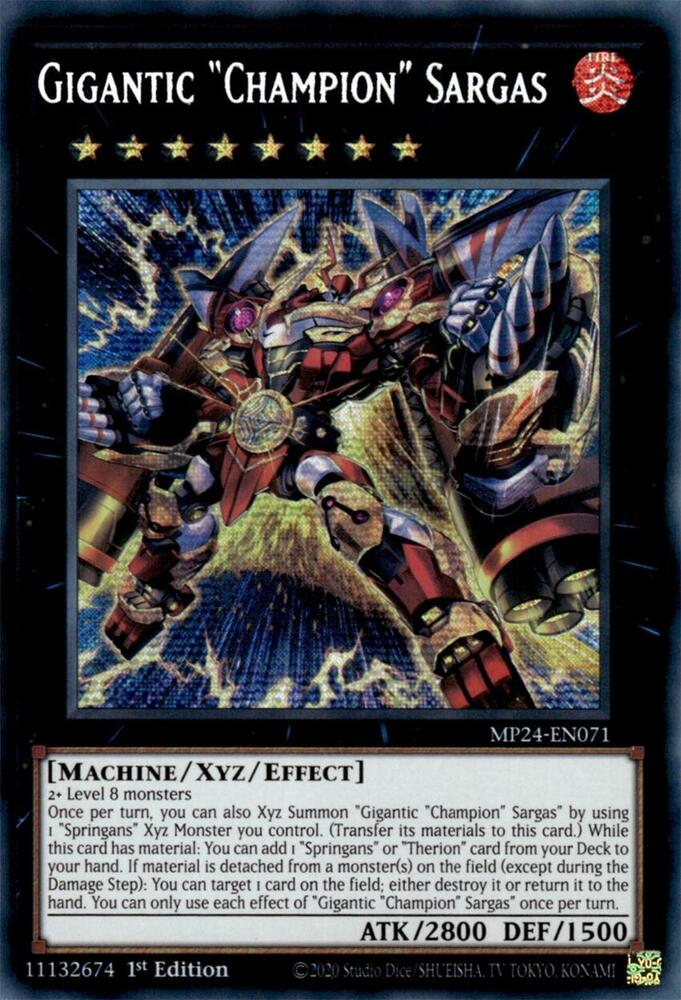 GIGANTIC "CHAMPION" SARGAS
FIRE
炎
MP24-EN071
[MACHINE/XYZ/EFFECT]
2+ Level 8 monsters
Once per turn, you can also Xyz Summon "Gigantic "Champion" Sargas" by using
1 "Springans" Xyz Monster you control. (Transfer its materials to this card.) While
this card has material: You can add 1 "Springans" or "Therion" card from your Deck to
your hand. If material is detached from a monster(s) on the field (except during the
Damage Step): You can target 1 card on the field; either destroy it or return it to the
hand. You can only use each effect of "Gigantic "Champion" Sargas" once per turn.
ATK/2800 DEF/1500
11132674 1st Edition ©2020 Studio Dice/SHUEISHA, TV TOKYO, KONAMI